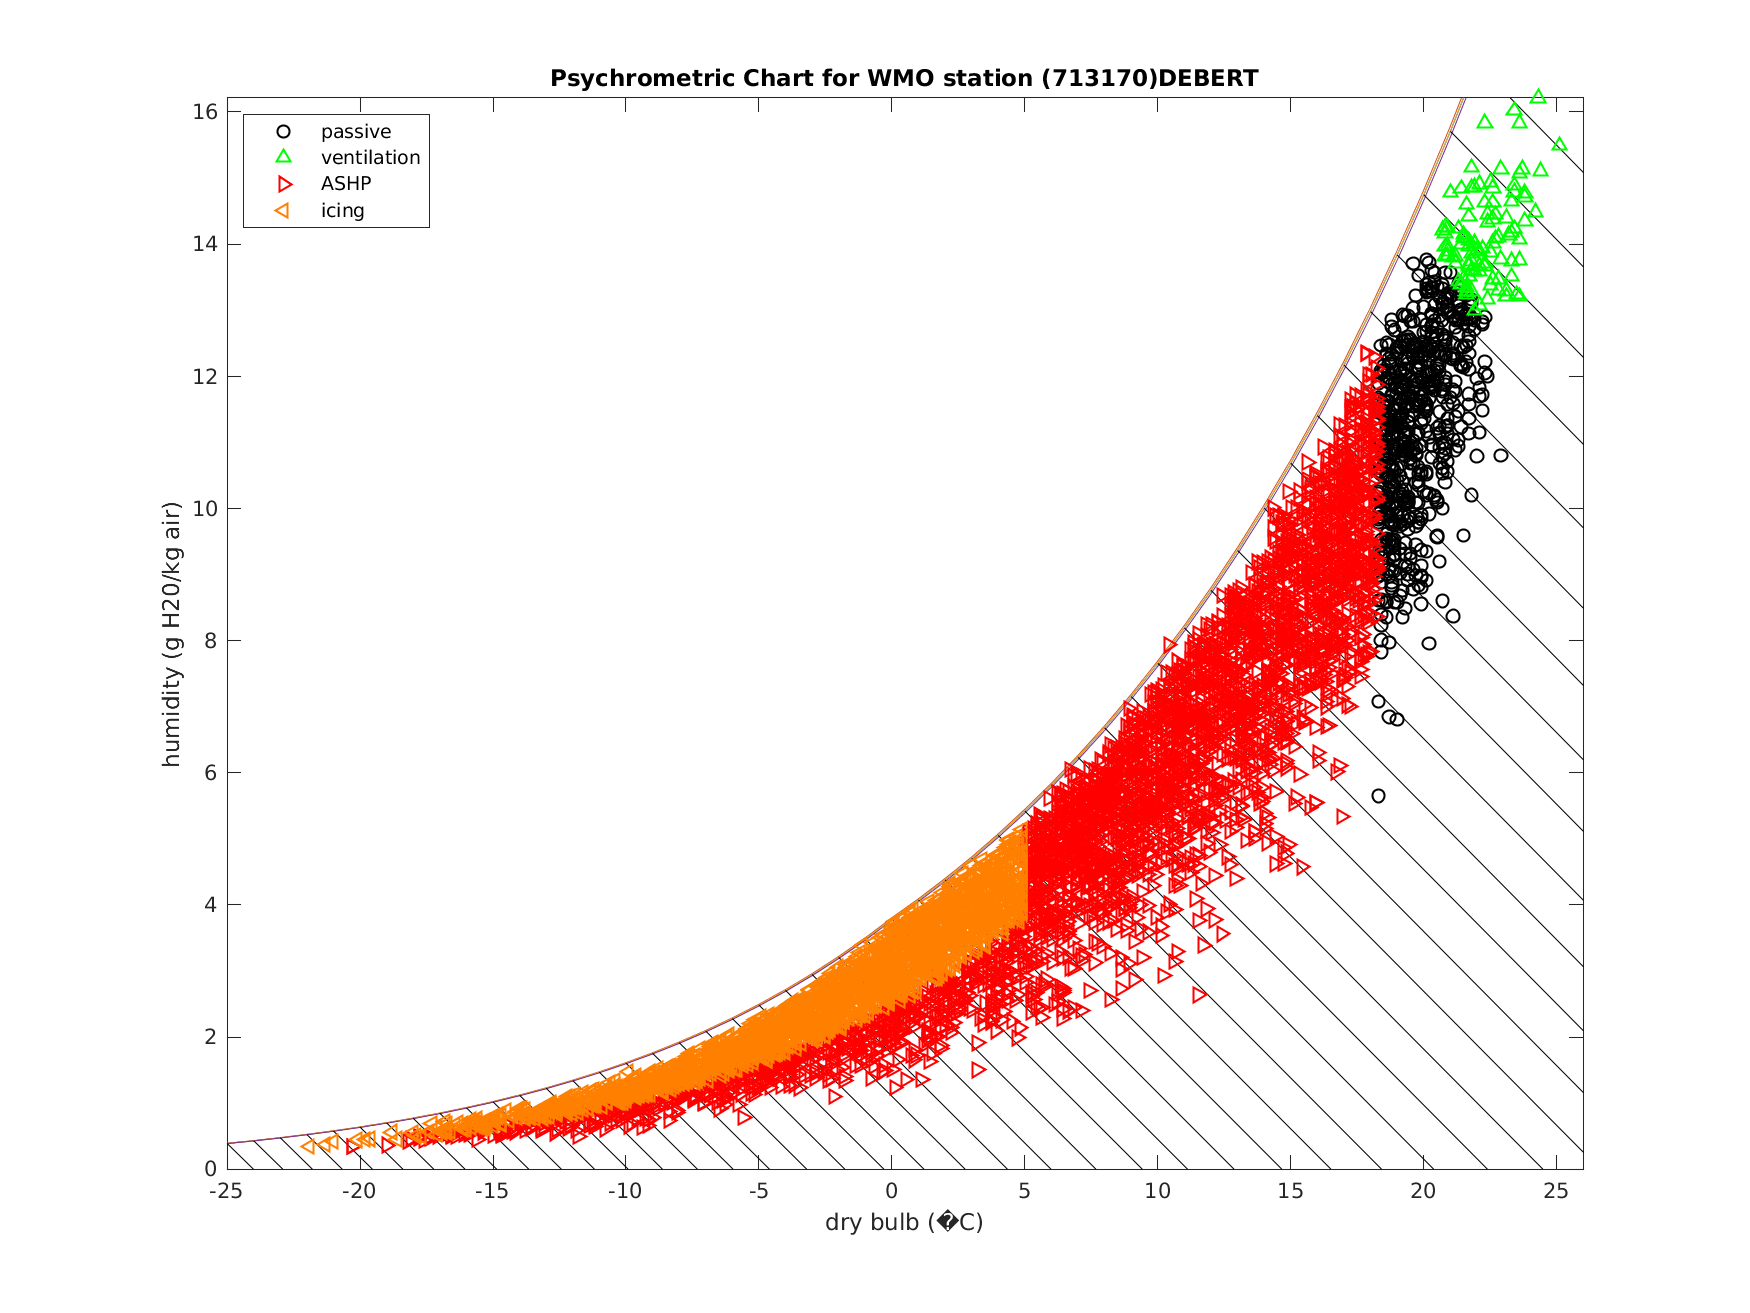 Psychrometric Chart for WMO station (713170)DEBERT
passive
ventilation
ASHP
icing
16
14
12
10
8
6
4
2
0
humidity (g H20/kg air)
-25 -20 -15 -10 -5 0 5 10 15 20 25
dry bulb (�C)